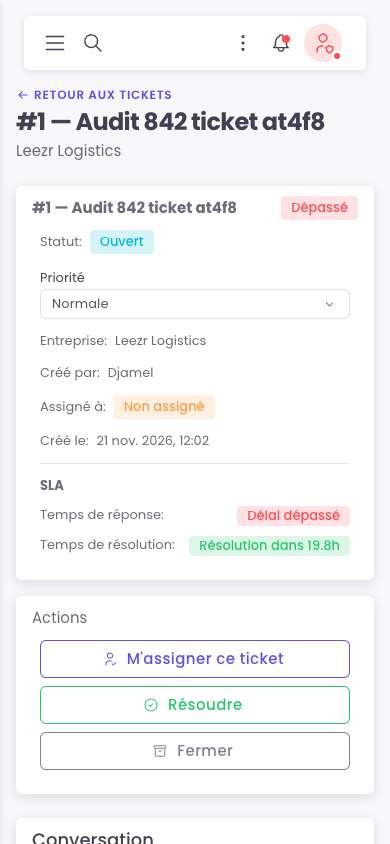 ← RETOUR AUX TICKETS
#1 — Audit 842 ticket at4f8
Leezr Logistics
#1 — Audit 842 ticket at4f8
Dépassé
Statut: Ouvert
Priorité
Normale
Entreprise: Leezr Logistics
Créé par: Djamel
Assigné à: Non assigné
Créé le: 21 nov. 2026, 12:02
SLA
Temps de réponse: Délai dépassé
Temps de résolution: Résolution dans 19.8h
Actions
M'assigner ce ticket
Résoudre
Fermer
Conversation